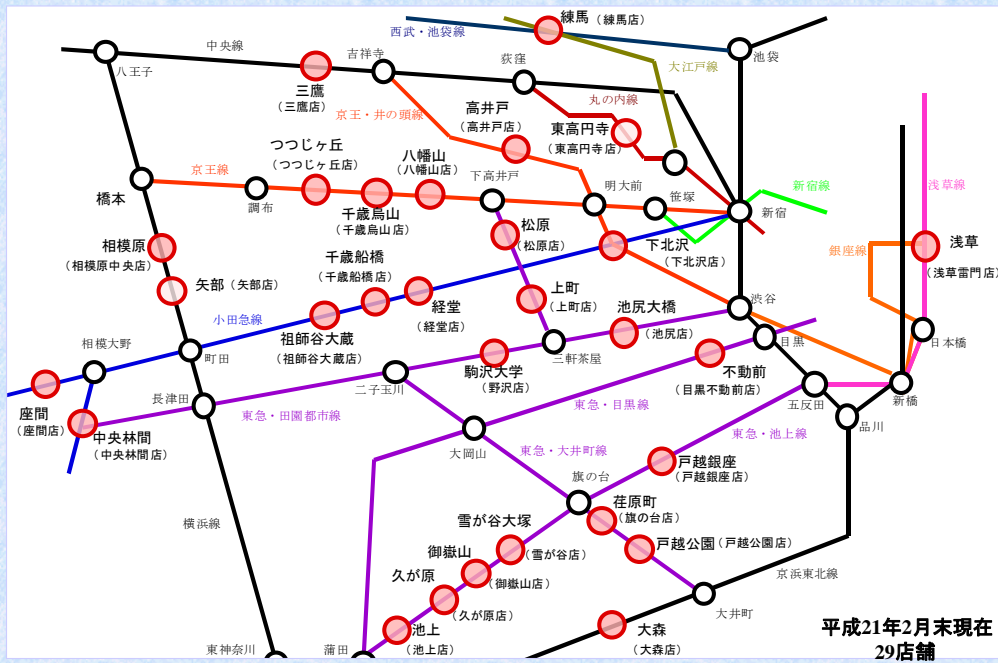 練馬（練馬店）
西武・池袋線
中央線
吉祥寺
荻窪
大江戸線
池袋
八王子
三鷹
（三鷹店）
京王・井の頭線
高井戸
（高井戸店）
丸の内線
東高円寺
（東高円寺店）
つつじヶ丘
（つつじヶ丘店）
八幡山
（八幡山店）
京王線
下高井戸
明大前
笹塚
新宿線
浅草線
橋本
調布
千歳烏山
（千歳烏山店）
新宿
相模原
（相模原中央店）
千歳船橋
（千歳船橋店）
松原
（松原店）
下北沢
（下北沢店）
銀座線
浅草
（浅草雷門店）
矢部（矢部店）
経堂
（経堂店）
上町
（上町店）
池尻大橋
（池尻店）
渋谷
小田急線
祖師谷大蔵
（祖師谷大蔵店）
相模大野
町田
三軒茶屋
目黒
日本橋
駒沢大学
（野沢店）
不動前
（目黒不動前店）
座間
（座間店）
長津田
二子玉川
五反田
新橋
中央林間
（中央林間店）
東急・田園都市線
東急・目黒線
品川
大岡山
東急・大井町線
東急・池上線
戸越銀座
（戸越銀座店）
旗の台
荏原町
（旗の台店）
横浜線
雪が谷大塚
（雪が谷店）
戸越公園（戸越公園店）
御嶽山
（御嶽山店）
久が原
（久が原店）
京浜東北線
大井町
池上
（池上店）
大森
（大森店）
東神奈川
蒲田
平成21年2月末現在
29店舗